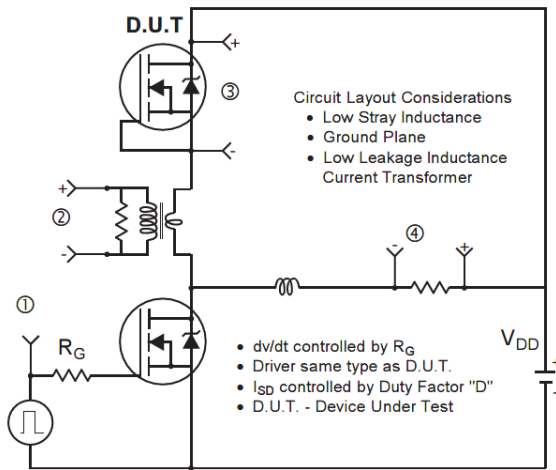 D.U.T
+
③
-
Circuit Layout Considerations
• Low Stray Inductance
• Ground Plane
• Low Leakage Inductance
Current Transformer
+
②
-
④
- +
①
RG
VDD
+
-
• dv/dt controlled by RG
• Driver same type as D.U.T.
• ISD controlled by Duty Factor "D"
• D.U.T. - Device Under Test